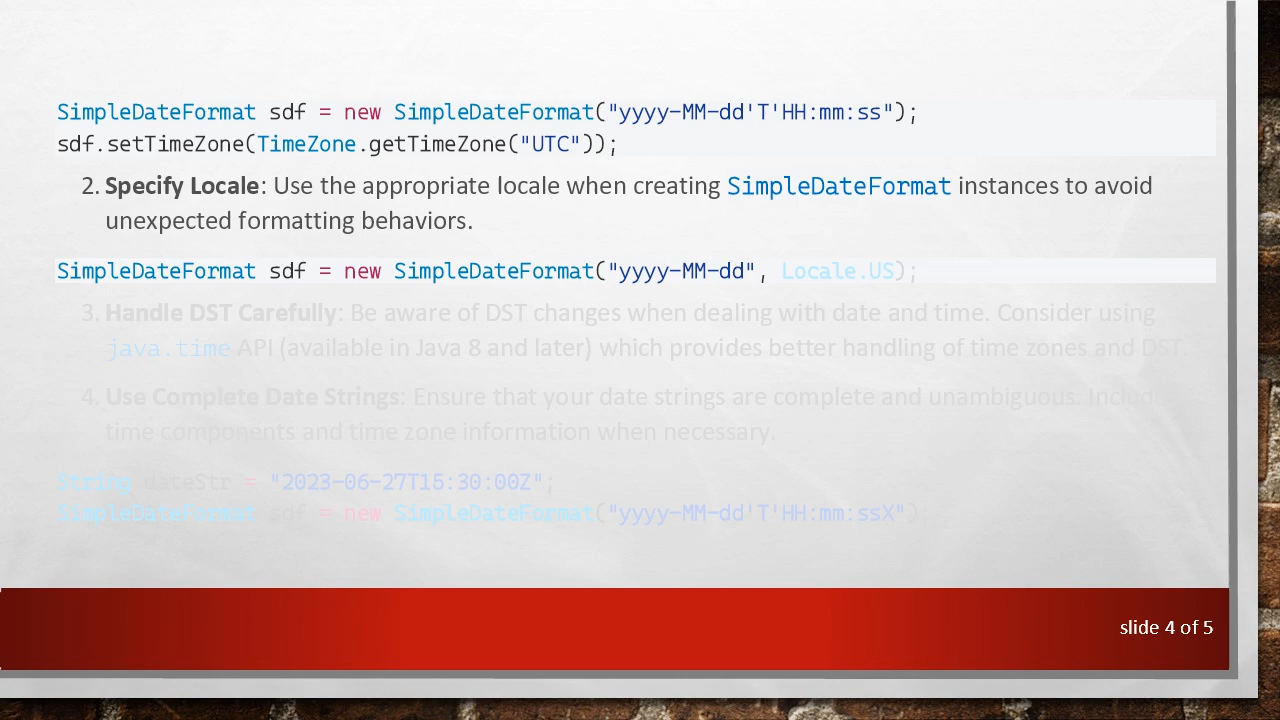 SimpleDateFormat sdf = new SimpleDateFormat("yyyy-MM-dd'T'HH:mm:ss");
sdf.setTimeZone(TimeZone.getTimeZone("UTC"));
2. Specify Locale: Use the appropriate locale when creating SimpleDateFormat instances to avoid
unexpected formatting behaviors.
SimpleDateFormat sdf = new SimpleDateFormat("yyyy-MM-dd", Locale.US);
3. Handle DST Carefully: Be aware of DST changes when dealing with date and time. Consider using
java.time API (available in Java 8 and later) which provides better handling of time zones and DST.
4. Use Complete Date Strings: Ensure that your date strings are complete and unambiguous. Include
time components and time zone information when necessary.
String dateStr = "2023-06-27T15:30:00Z";
SimpleDateFormat sdf = new SimpleDateFormat("yyyy-MM-dd'T'HH:mm:ssX")
slide 4 of 5